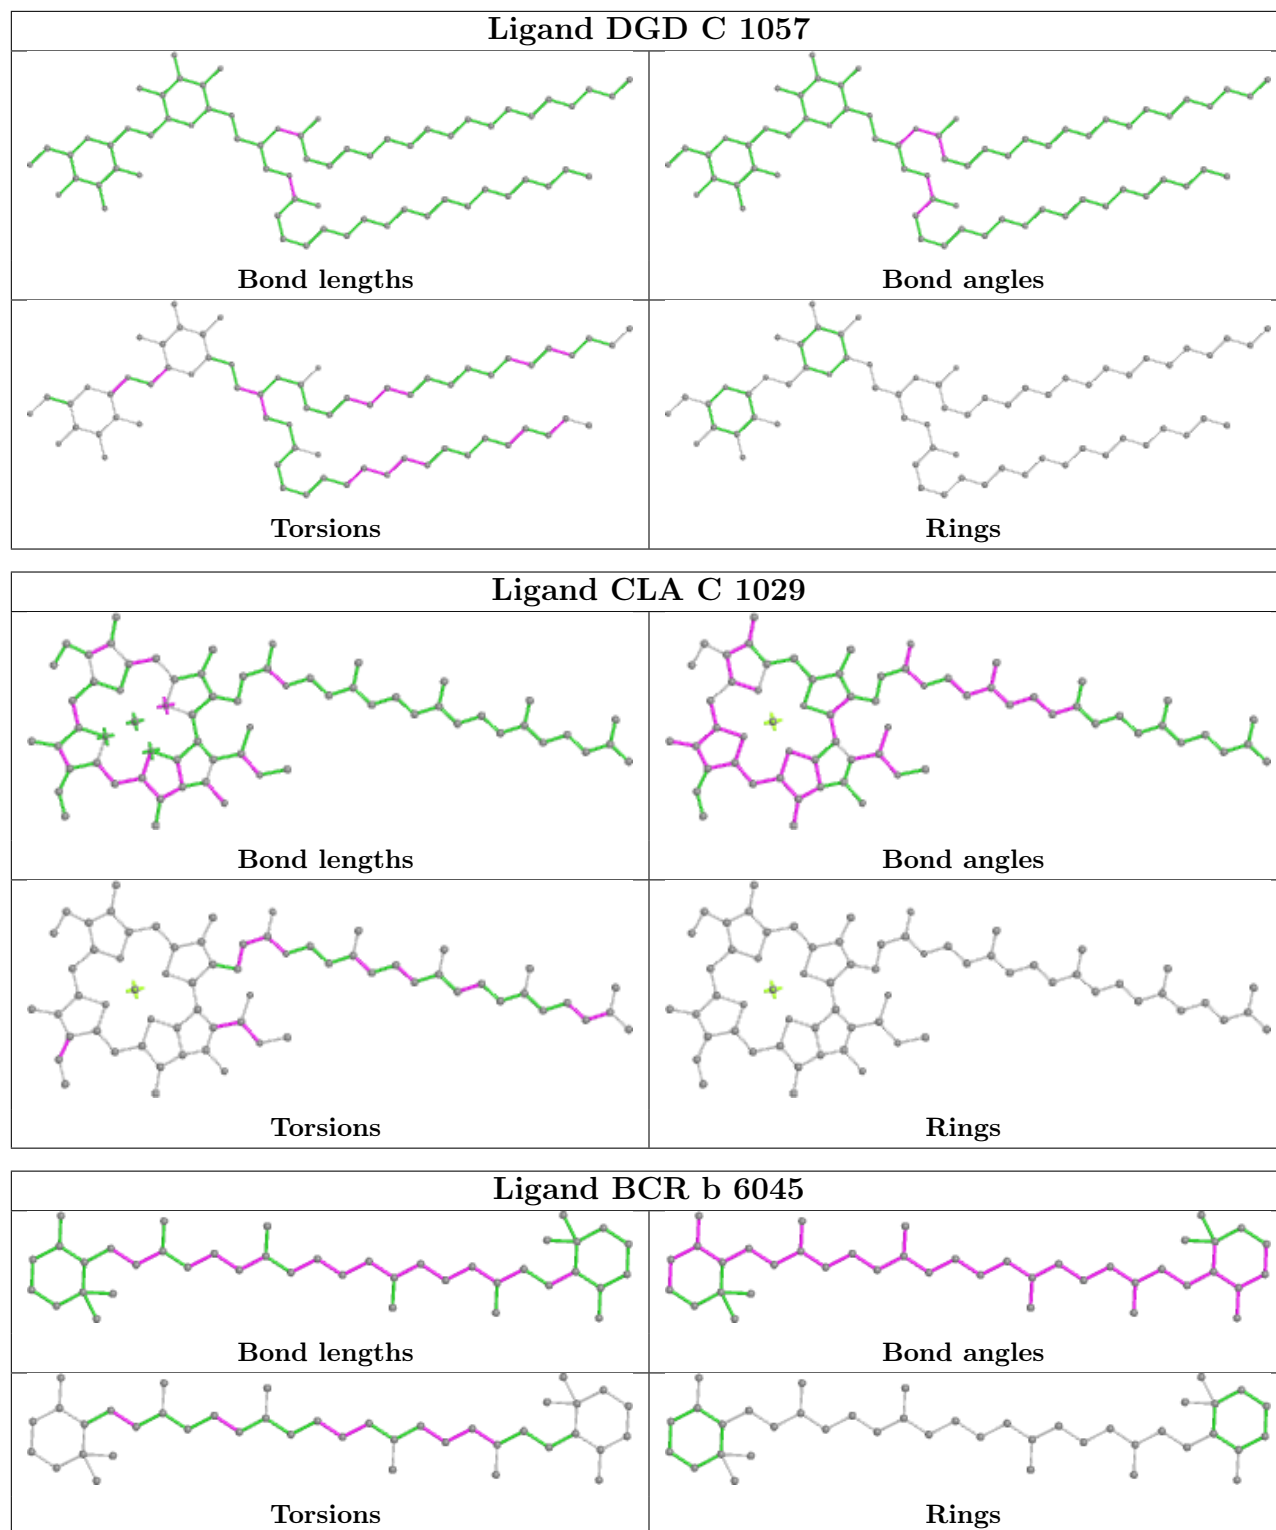 Ligand DGD C 1057
Bond lengths
Bond angles
Torsions
Rings
Ligand CLA C 1029
Bond lengths
Bond angles
Torsions
Rings
Ligand BCR b 6045
Bond lengths
Bond angles
Torsions
Rings